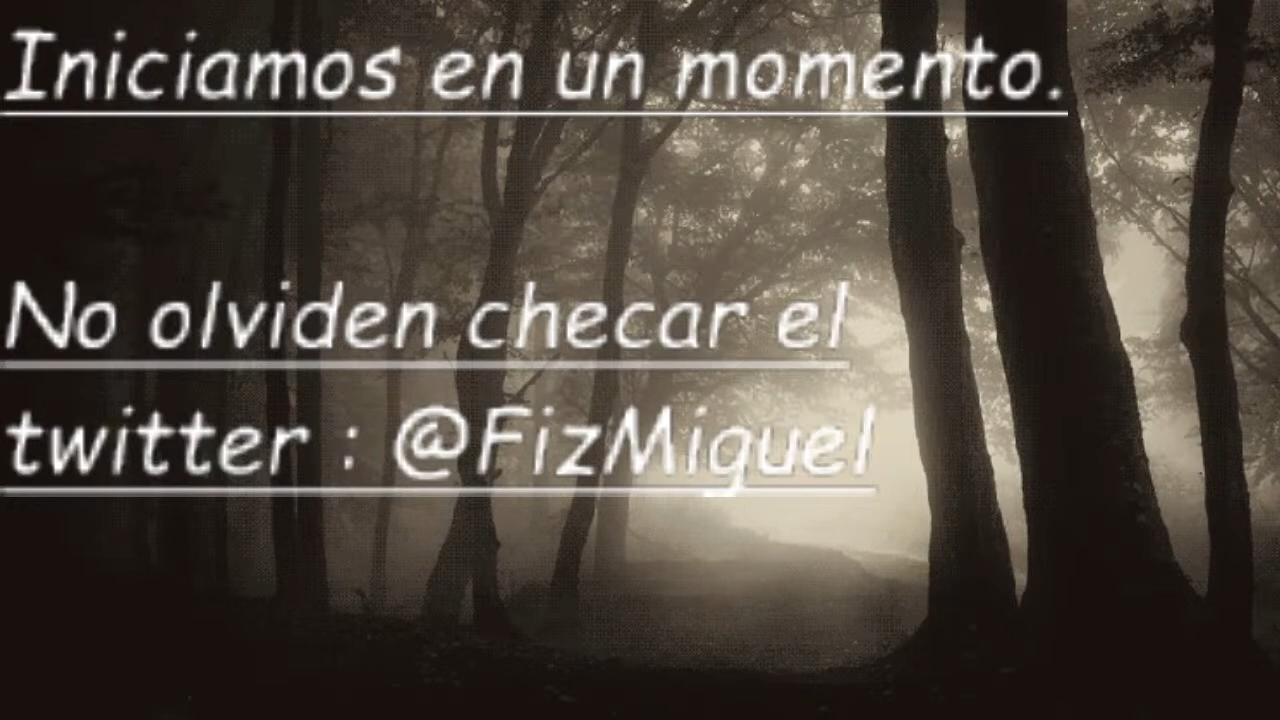 Iniciamos en un momento.
No olviden checar el
twitter : @FizMiguel